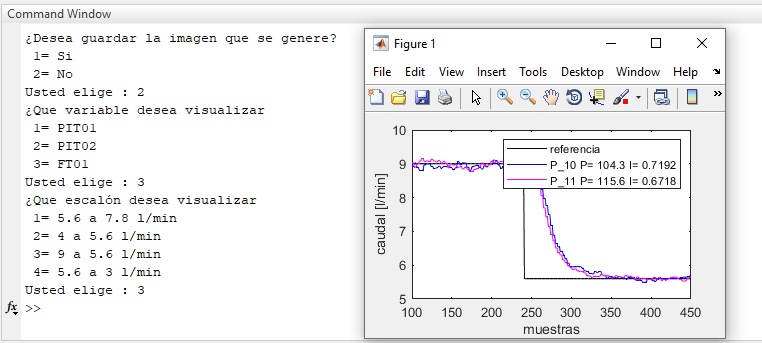 Command Window
¿Desea guardar la imagen que se genere?
1= Si
2= No
Usted elige : 2
¿Que variable desea visualizar
1= PIT01
2= PIT02
3= FT01
Usted elige : 3
¿Que escalón desea visualizar
1= 5.6 a 7.8 l/min
2= 4 a 5.6 l/min
3= 9 a 5.6 l/min
4= 5.6 a 3 l/min
Usted elige : 3
fx >>
Figure 1
File Edit View Insert Tools Desktop Window Help
10
9
8
7
6
5
caudal [l/min]
referencia
P_10 P= 104.3 I= 0.7192
P_11 P= 115.6 I= 0.6718
100 150 200 250 300 350 400 450
muestras